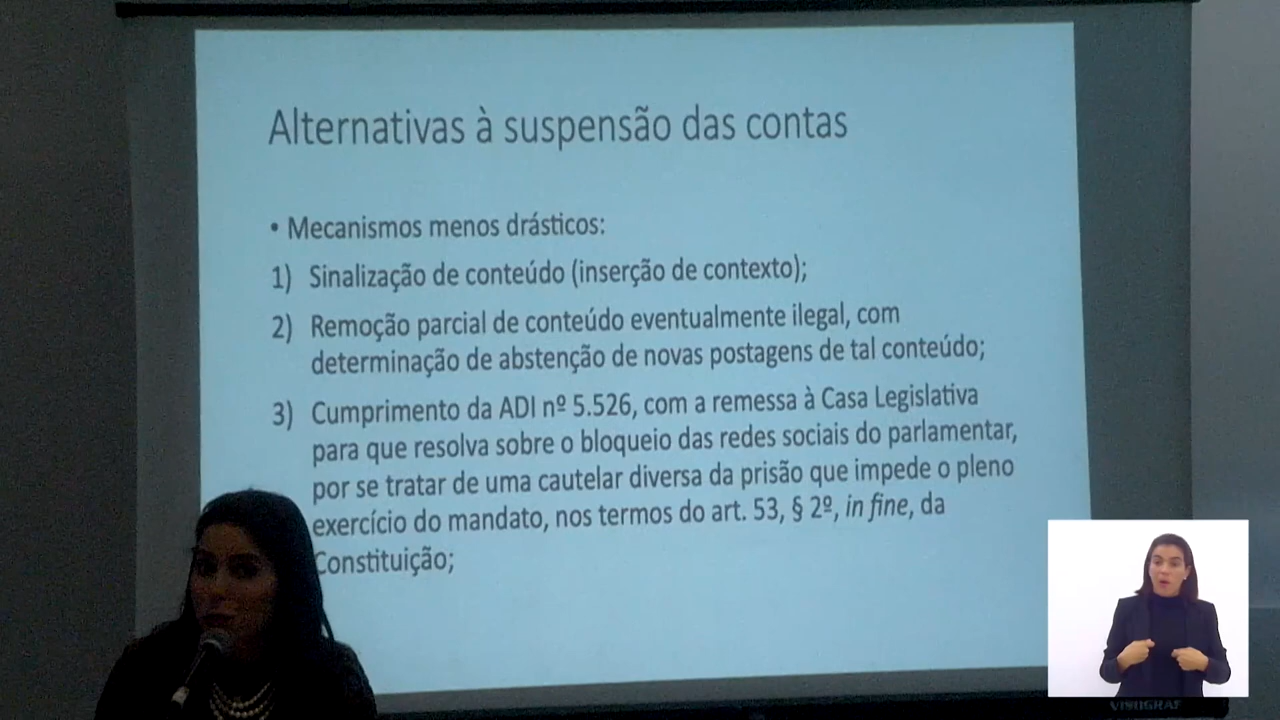 Alternativas à suspensão das contas
• Mecanismos menos drásticos:
1) Sinalização de conteúdo (inserção de contexto);
2) Remoção parcial de conteúdo eventualmente ilegal, com
determinação de abstenção de novas postagens de tal conteúdo;
3) Cumprimento da ADI nº 5.526, com a remessa à Casa Legislativa
para que resolva sobre o bloqueio das redes sociais do parlamentar,
por se tratar de uma cautelar diversa da prisão que impede o pleno
exercício do mandato, nos termos do art. 53, § 2º, in fine, da
Constituição;
VISOGRAF